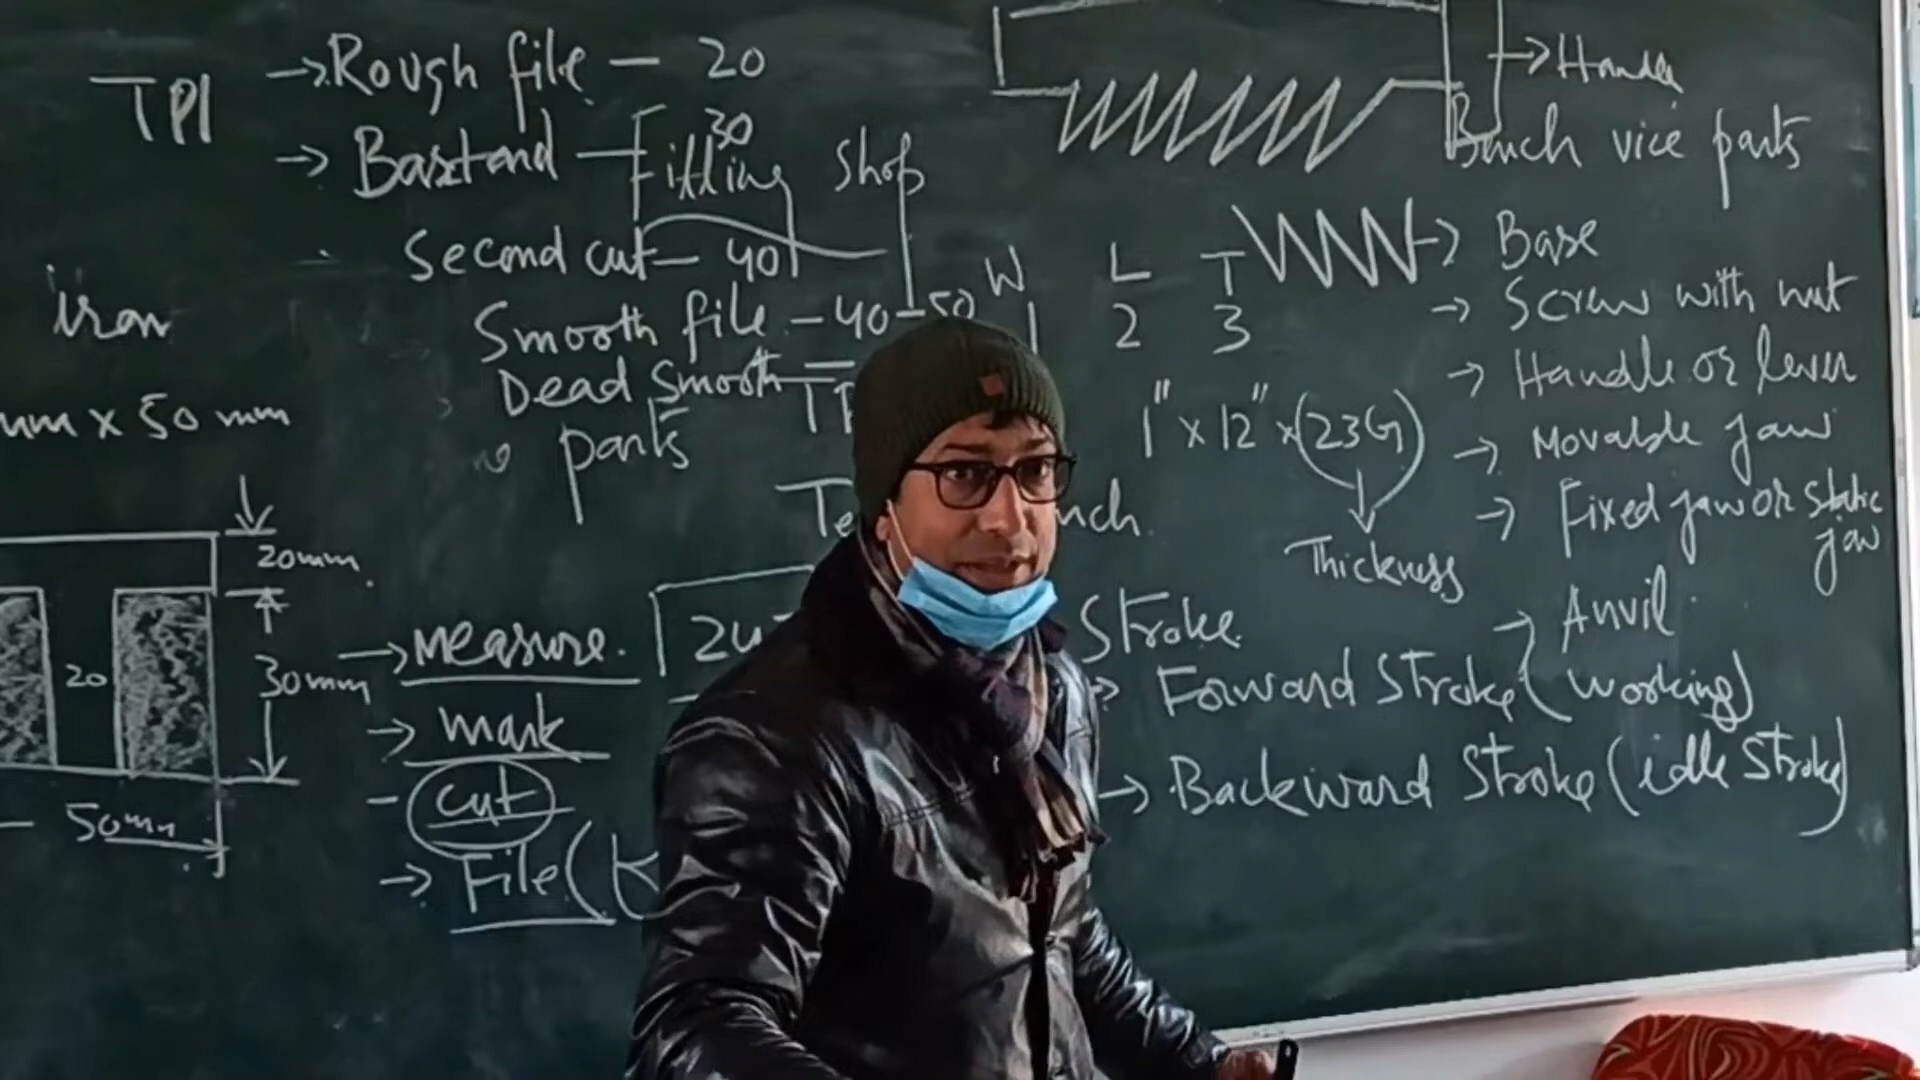 TPI
→ Rough file - 20
→ Bastand - 30
Fitting Shop
Second cut - 40
Smooth file - 40-50
Dead Smooth
parts
iron
mm x 50 mm
20mm
30mm
20
50mm
→ measure.
→ mark
- cut
→ File (
→ Handle
Bench vice parts
→ Base
→ Screw with nut
→ Handle or lever
→ Movable jaw
→ Fixed jaw or static jaw
→ Anvil
W L T
1 2 3
1" x 12" x (23G)
Thickness
Stroke
→ Forward Stroke (working)
→ Backward Stroke (idle Stroke)